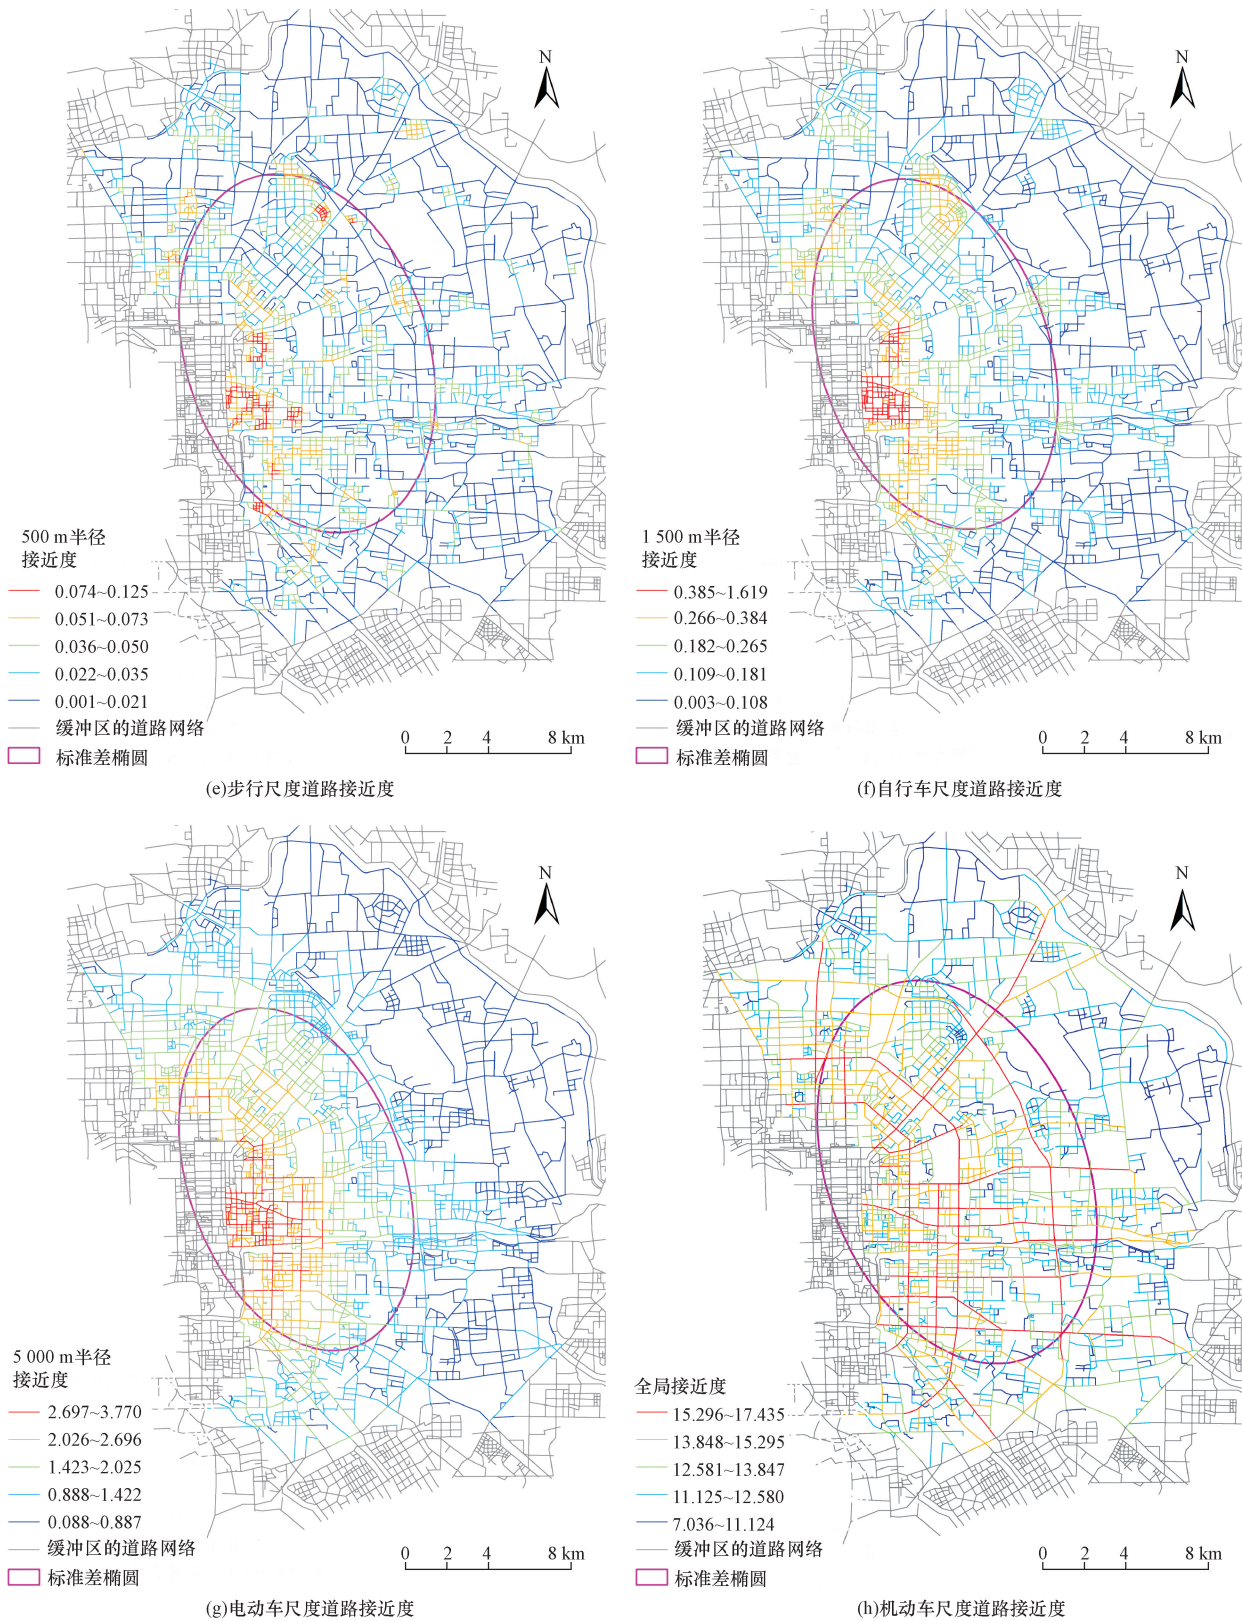 N
500 m半径
接近度
0.074~0.125
0.051~0.073
0.036~0.050
0.022~0.035
0.001~0.021
缓冲区的道路网络
标准差椭圆
0 2 4 8 km
(e)步行尺度道路接近度
N
1 500 m半径
接近度
0.385~1.619
0.266~0.384
0.182~0.265
0.109~0.181
0.003~0.108
缓冲区的道路网络
标准差椭圆
0 2 4 8 km
(f)自行车尺度道路接近度
N
5 000 m半径
接近度
2.697~3.770
2.026~2.696
1.423~2.025
0.888~1.422
0.088~0.887
缓冲区的道路网络
标准差椭圆
0 2 4 8 km
(g)电动车尺度道路接近度
N
全局接近度
15.296~17.435
13.848~15.295
12.581~13.847
11.125~12.580
7.036~11.124
缓冲区的道路网络
标准差椭圆
0 2 4 8 km
(h)机动车尺度道路接近度